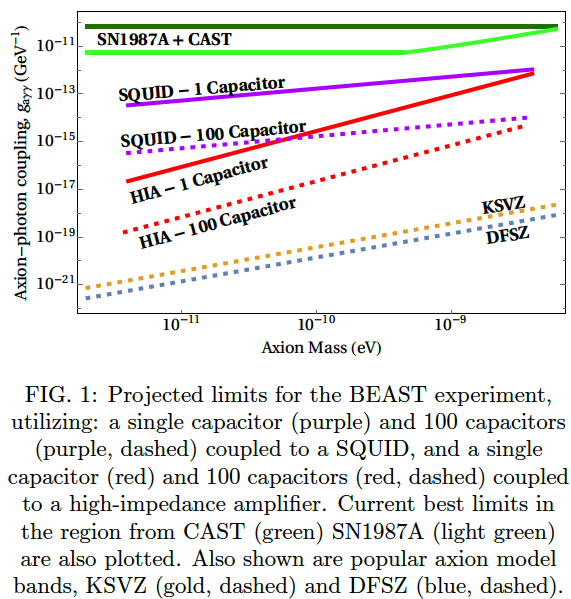 Axion−photon coupling, g_{aγγ} (GeV⁻¹)
10⁻¹¹
10⁻¹³
10⁻¹⁵
10⁻¹⁷
10⁻¹⁹
10⁻²¹
SN1987A + CAST
SQUID − 1 Capacitor
SQUID − 100 Capacitor
HIA − 1 Capacitor
HIA − 100 Capacitor
KSVZ
DFSZ
10⁻¹¹
10⁻¹⁰
10⁻⁹
Axion Mass (eV)
FIG. 1: Projected limits for the BEAST experiment,
utilizing: a single capacitor (purple) and 100 capacitors
(purple, dashed) coupled to a SQUID, and a single
capacitor (red) and 100 capacitors (red, dashed) coupled
to a high-impedance amplifier. Current best limits in
the region from CAST (green) SN1987A (light green)
are also plotted. Also shown are popular axion model
bands, KSVZ (gold, dashed) and DFSZ (blue, dashed).